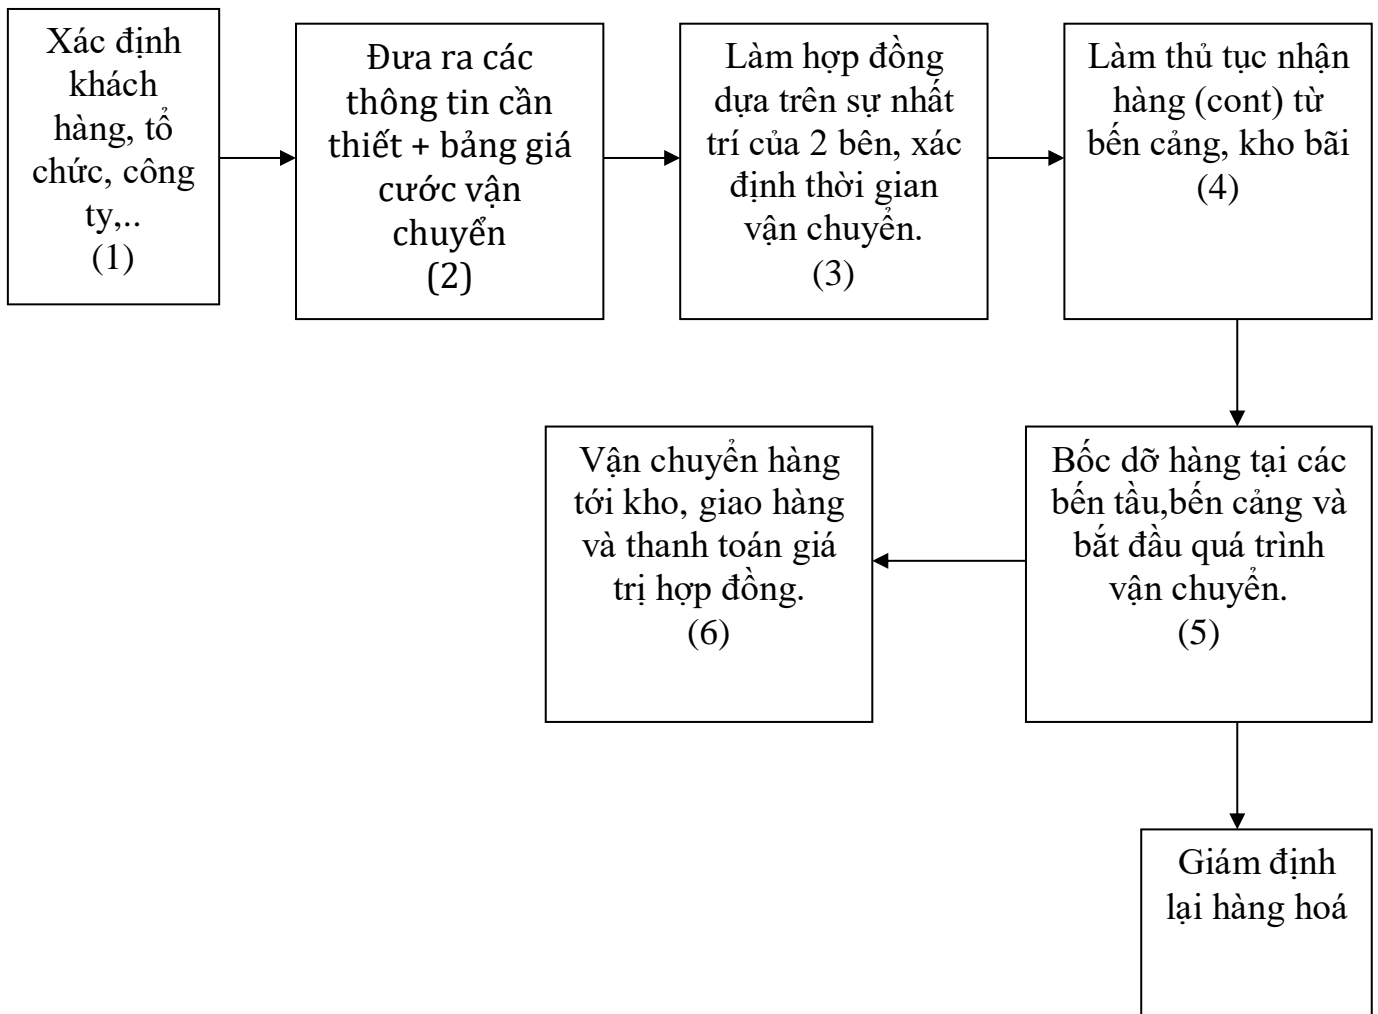 Xác định
khách
hàng, tổ
chức, công
ty,..
(1)
Đưa ra các
thông tin cần
thiết + bảng giá
cước vận
chuyển
(2)
Làm hợp đồng
dựa trên sự nhất
trí của 2 bên, xác
định thời gian
vận chuyển.
(3)
Làm thủ tục nhận
hàng (cont) từ
bến cảng, kho bãi
(4)
Bốc dỡ hàng tại các
bến tầu,bến cảng và
bắt đầu quá trình
vận chuyển.
(5)
Vận chuyển hàng
tới kho, giao hàng
và thanh toán giá
trị hợp đồng.
(6)
Giám định
lại hàng hoá